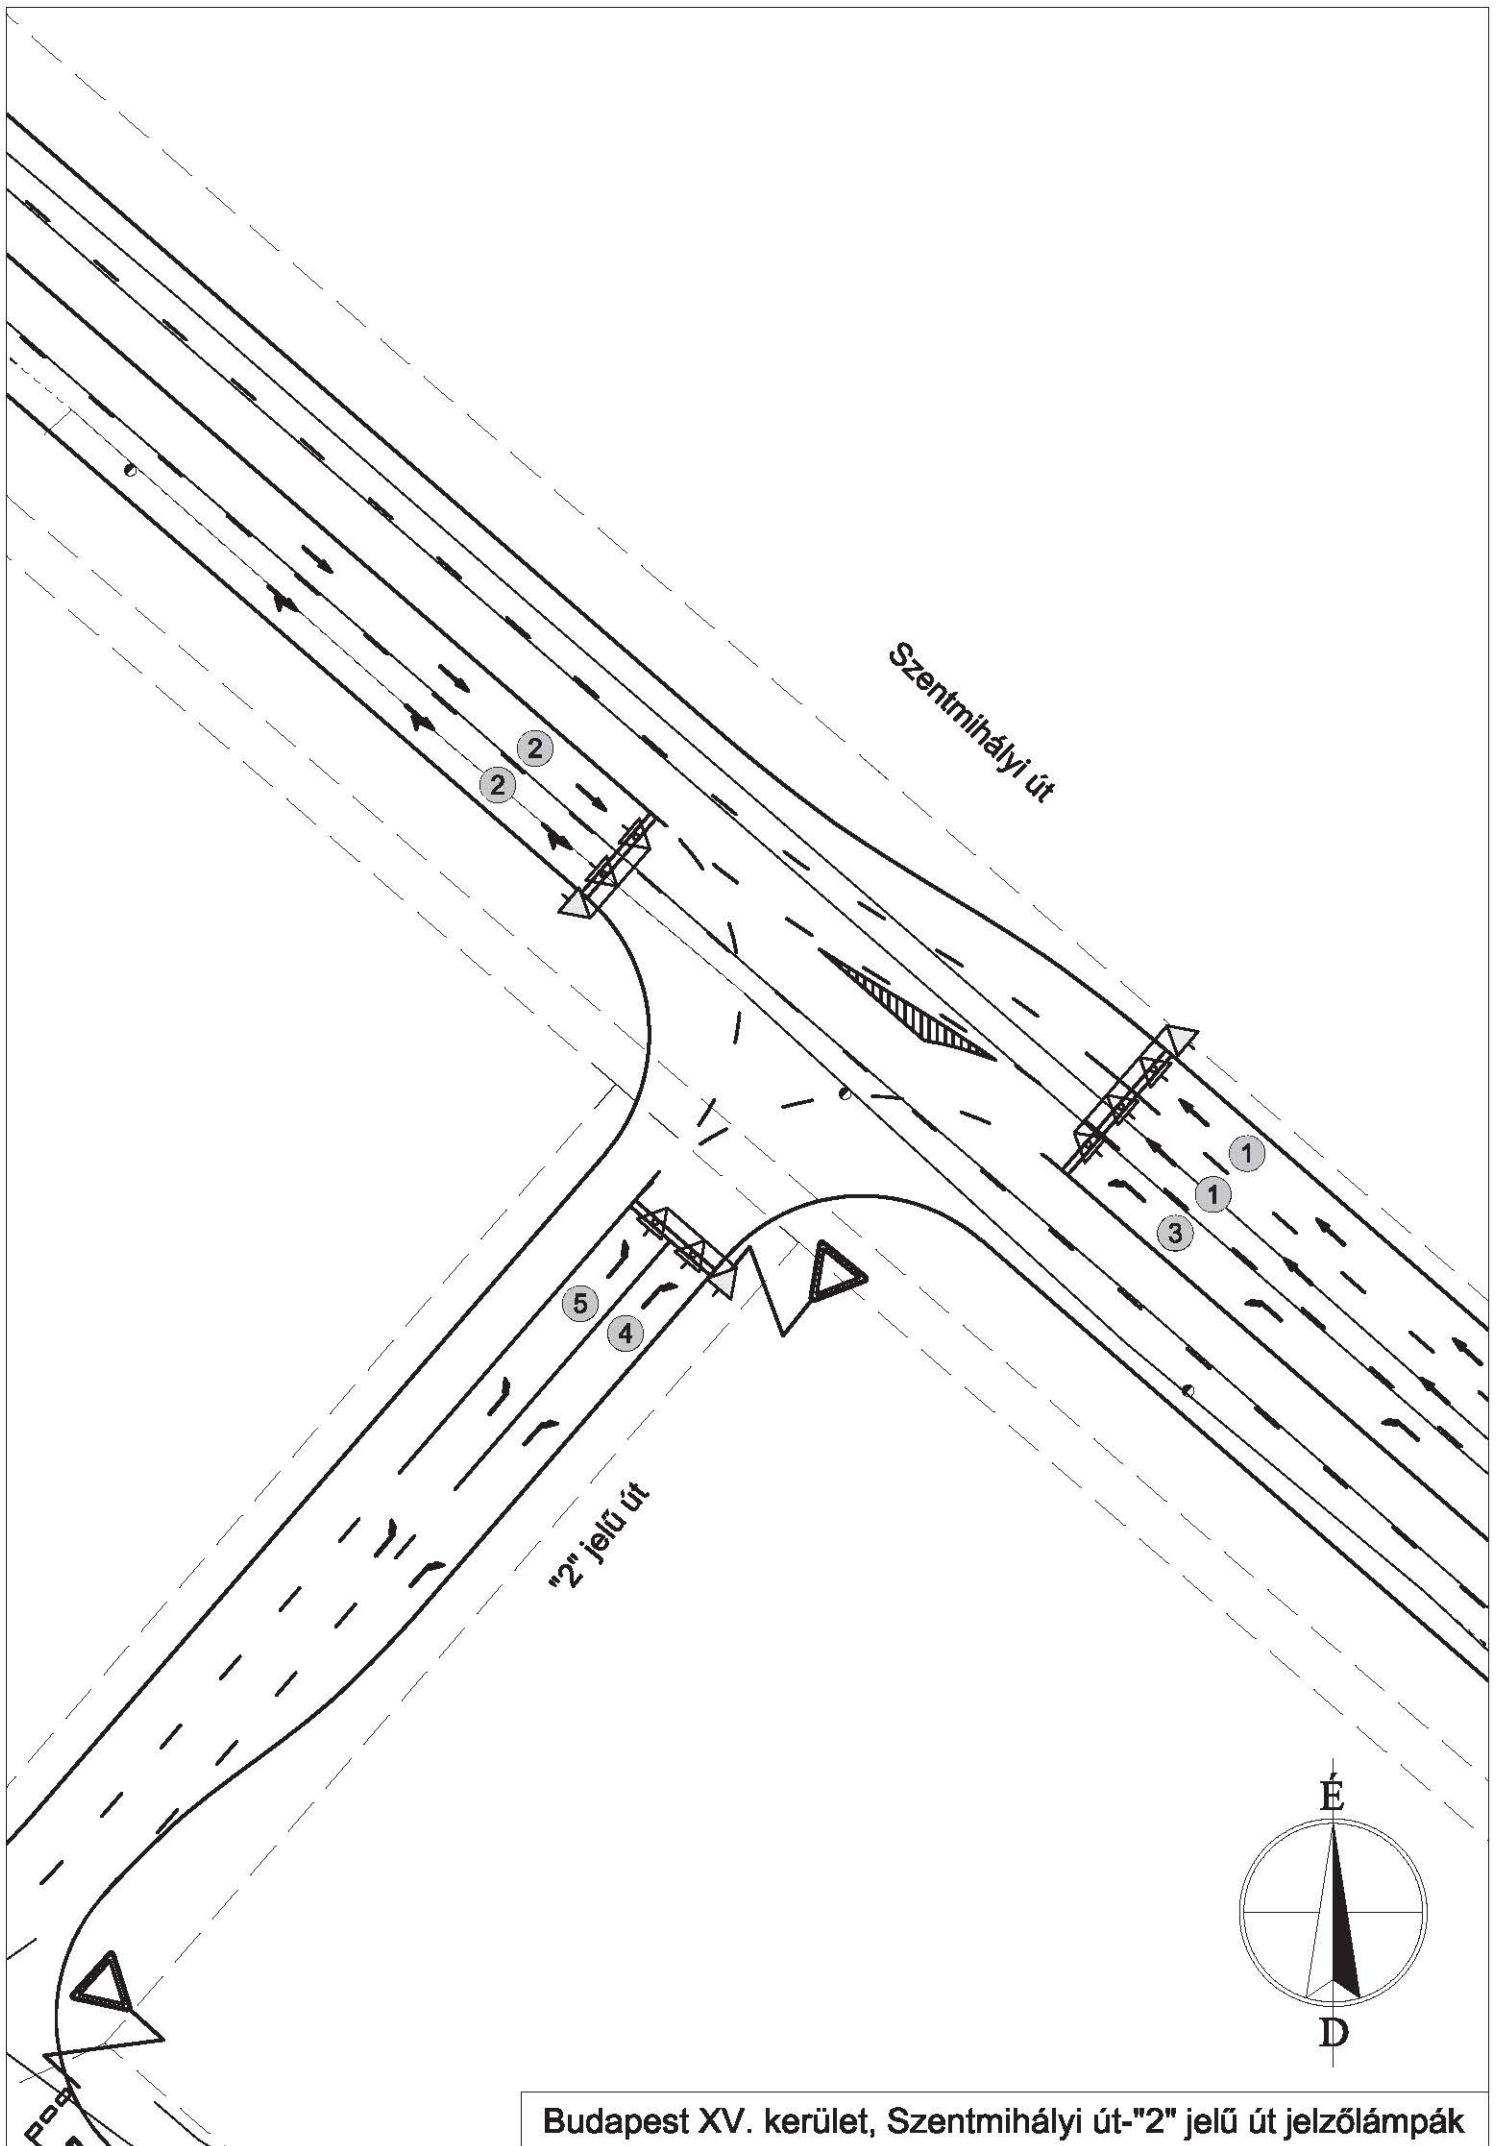 Szentmihályi út
2
2
1
1
3
5
4
"2" jelű út
É
D
Budapest XV. kerület, Szentmihályi út-"2" jelű út jelzőlámpák